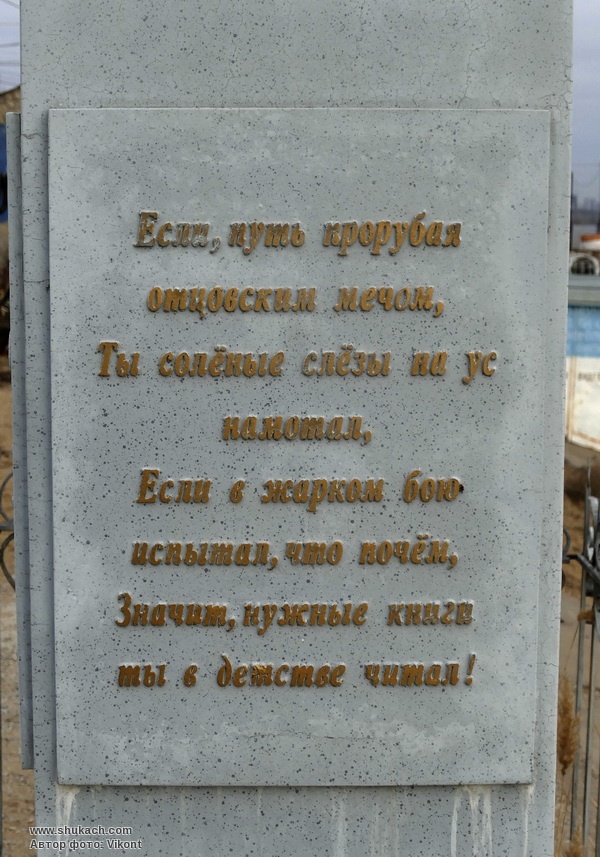 Если, путь прорубая
отцовским мечом,
Ты солёные слёзы на ус
намотал,
Если в жарком бою
испытал, что почём,
Значит, нужные книги
ты в детстве читал!
www.shukach.com
Автор фото: Vikont